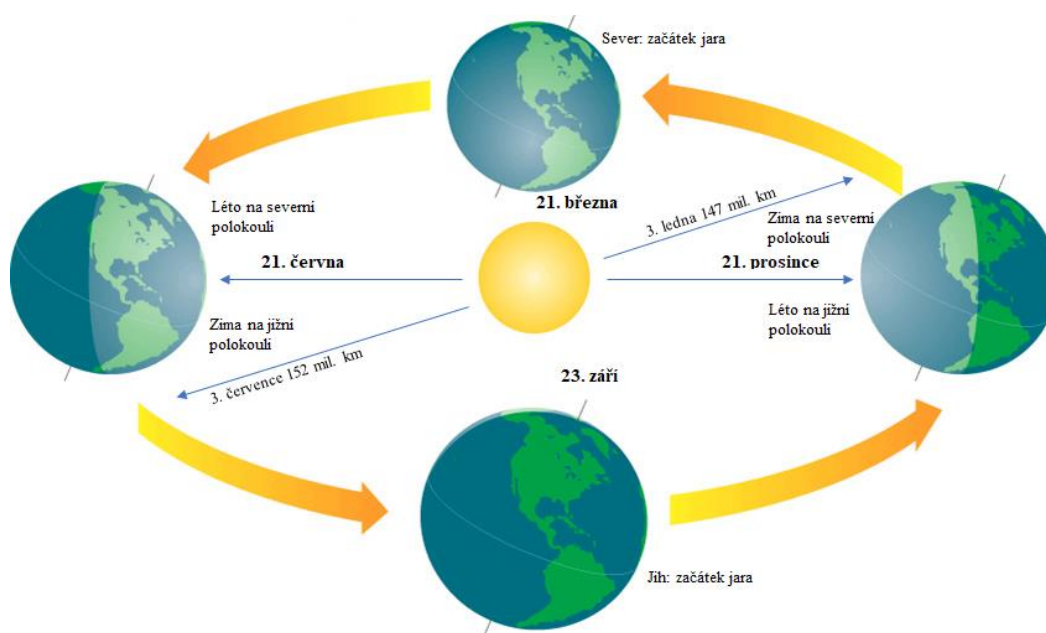 Sever: začátek jara
21. března
Léto na severní
polokouli
21. června
Zima na jižní
polokouli
3. července 152 mil. km
3. ledna 147 mil. km
Zima na severní
polokouli
21. prosince
Léto na jižní
polokouli
23. září
Jih: začátek jara